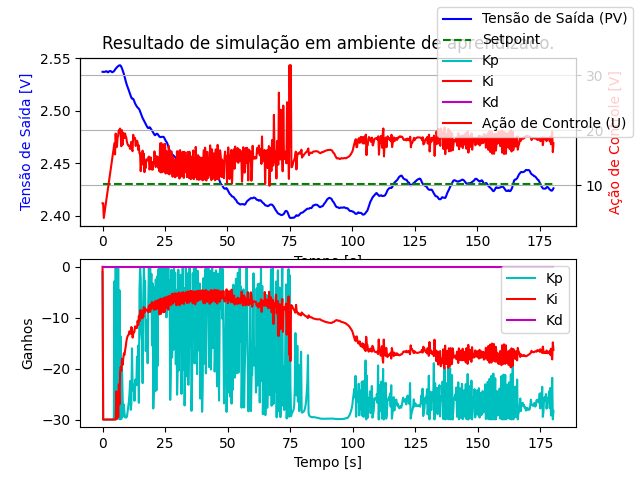 Resultado de simulação em ambiente de aprendizado.
Tensão de Saída (PV)
Setpoint
Kp
Ki
Kd
Ação de Controle (U)
Tensão de Saída [V]
2.55
2.50
2.45
2.40
30
20
10
Ação de Controle [V]
0 25 50 75 100 125 150 175
Tempo [s]
Kp
Ki
Kd
Ganhos
0
−10
−20
−30
0 25 50 75 100 125 150 175
Tempo [s]